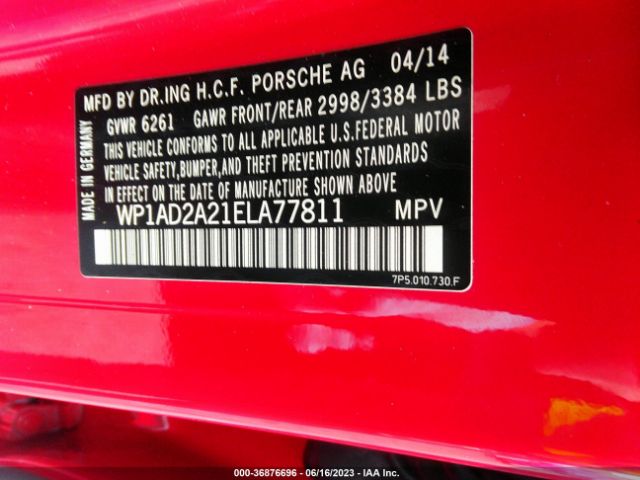 MFD BY DR.ING H.C.F. PORSCHE AG 04/14
GVWR 6261 GAWR FRONT/REAR 2998/3384 LBS
THIS VEHICLE CONFORMS TO ALL APPLICABLE U.S.FEDERAL MOTOR
VEHICLE SAFETY,BUMPER,AND THEFT PREVENTION STANDARDS
IN EFFECT ON THE DATE OF MANUFACTURE SHOWN ABOVE
MADE IN GERMANY
WP1AD2A21ELA77811 MPV
7P5.010.730.F
000-36876696 - 06/16/2023 - IAA Inc.